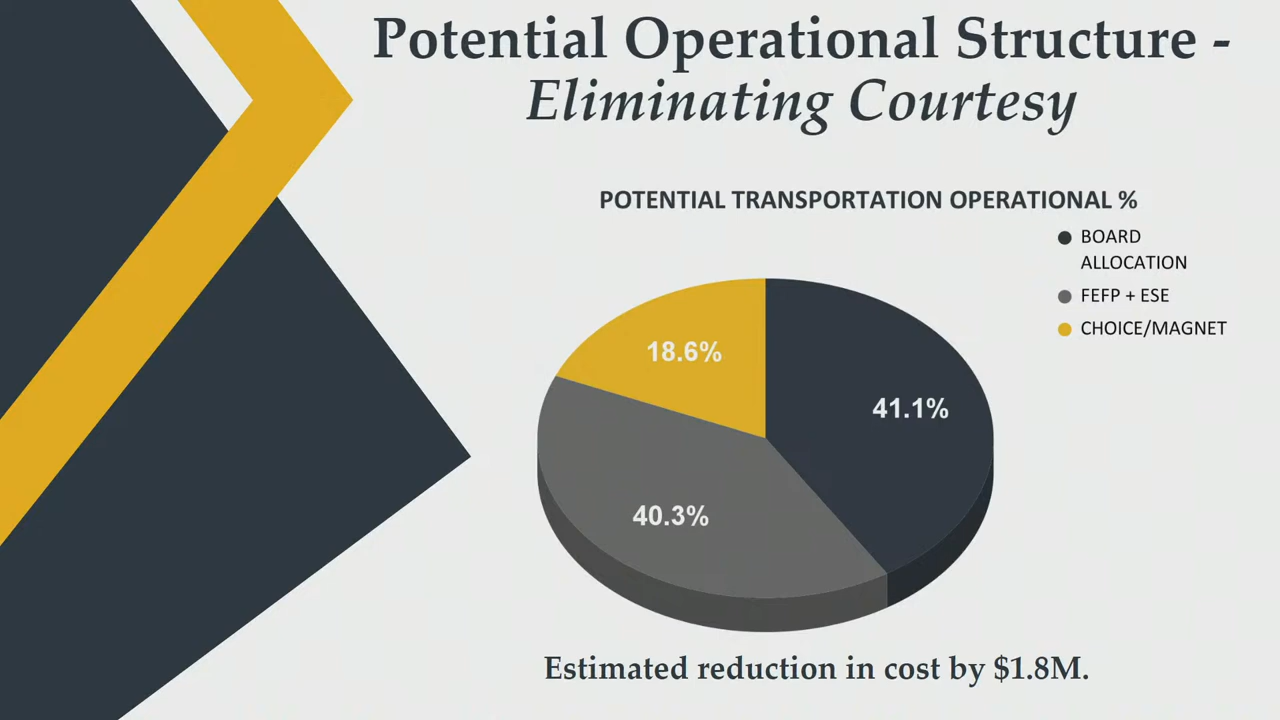 Potential Operational Structure -
Eliminating Courtesy
POTENTIAL TRANSPORTATION OPERATIONAL %
BOARD
ALLOCATION
FEFP + ESE
CHOICE/MAGNET
18.6%
41.1%
40.3%
Estimated reduction in cost by $1.8M.